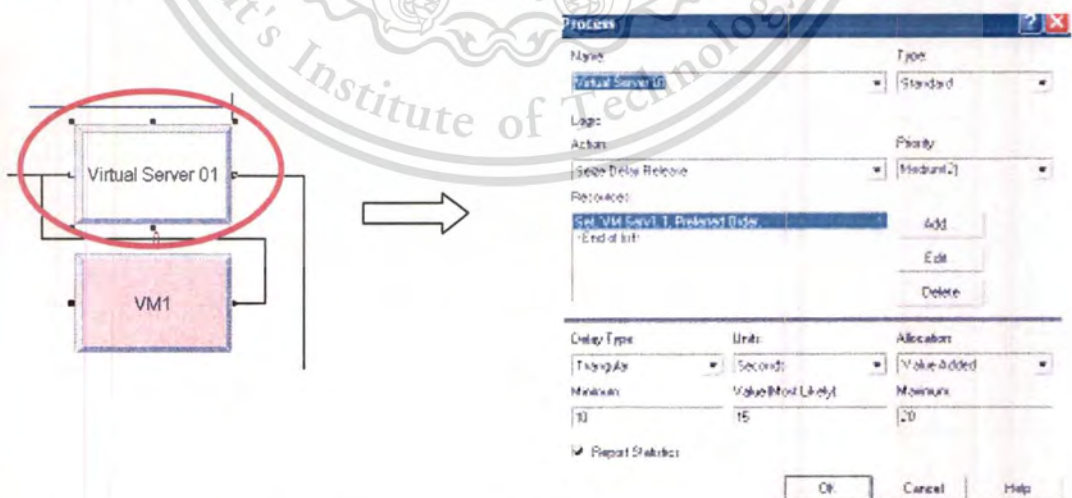 't's Institute of Technolog
Virtual Server 01
VM1
Process
Name:
Type:
Virtual Server 01
Standard
Logic
Action:
Priority:
Seize Delay Release
Medium(2)
Resources:
Set, VM Serv1, 1, Preferred Order,
<End of list>
Add...
Edit...
Delete
Delay Type:
Units:
Allocation:
Triangular
Seconds
Value Added
Minimum:
Value (Most Likely):
Maximum:
10
15
20
Report Statistics
OK
Cancel
Help